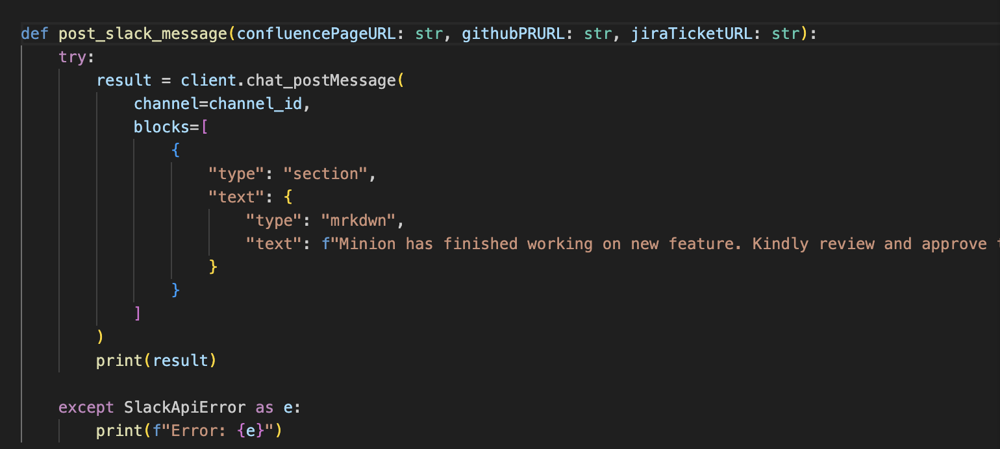 def post_slack_message(confluencePageURL: str, githubPRURL: str, jiraTicketURL: str):
    try:
        result = client.chat_postMessage(
            channel=channel_id,
            blocks=[
                {
                    "type": "section",
                    "text": {
                        "type": "mrkdwn",
                        "text": f"Minion has finished working on new feature. Kindly review and approve
                    }
                }
            ]
        )
        print(result)

    except SlackApiError as e:
        print(f"Error: {e}")